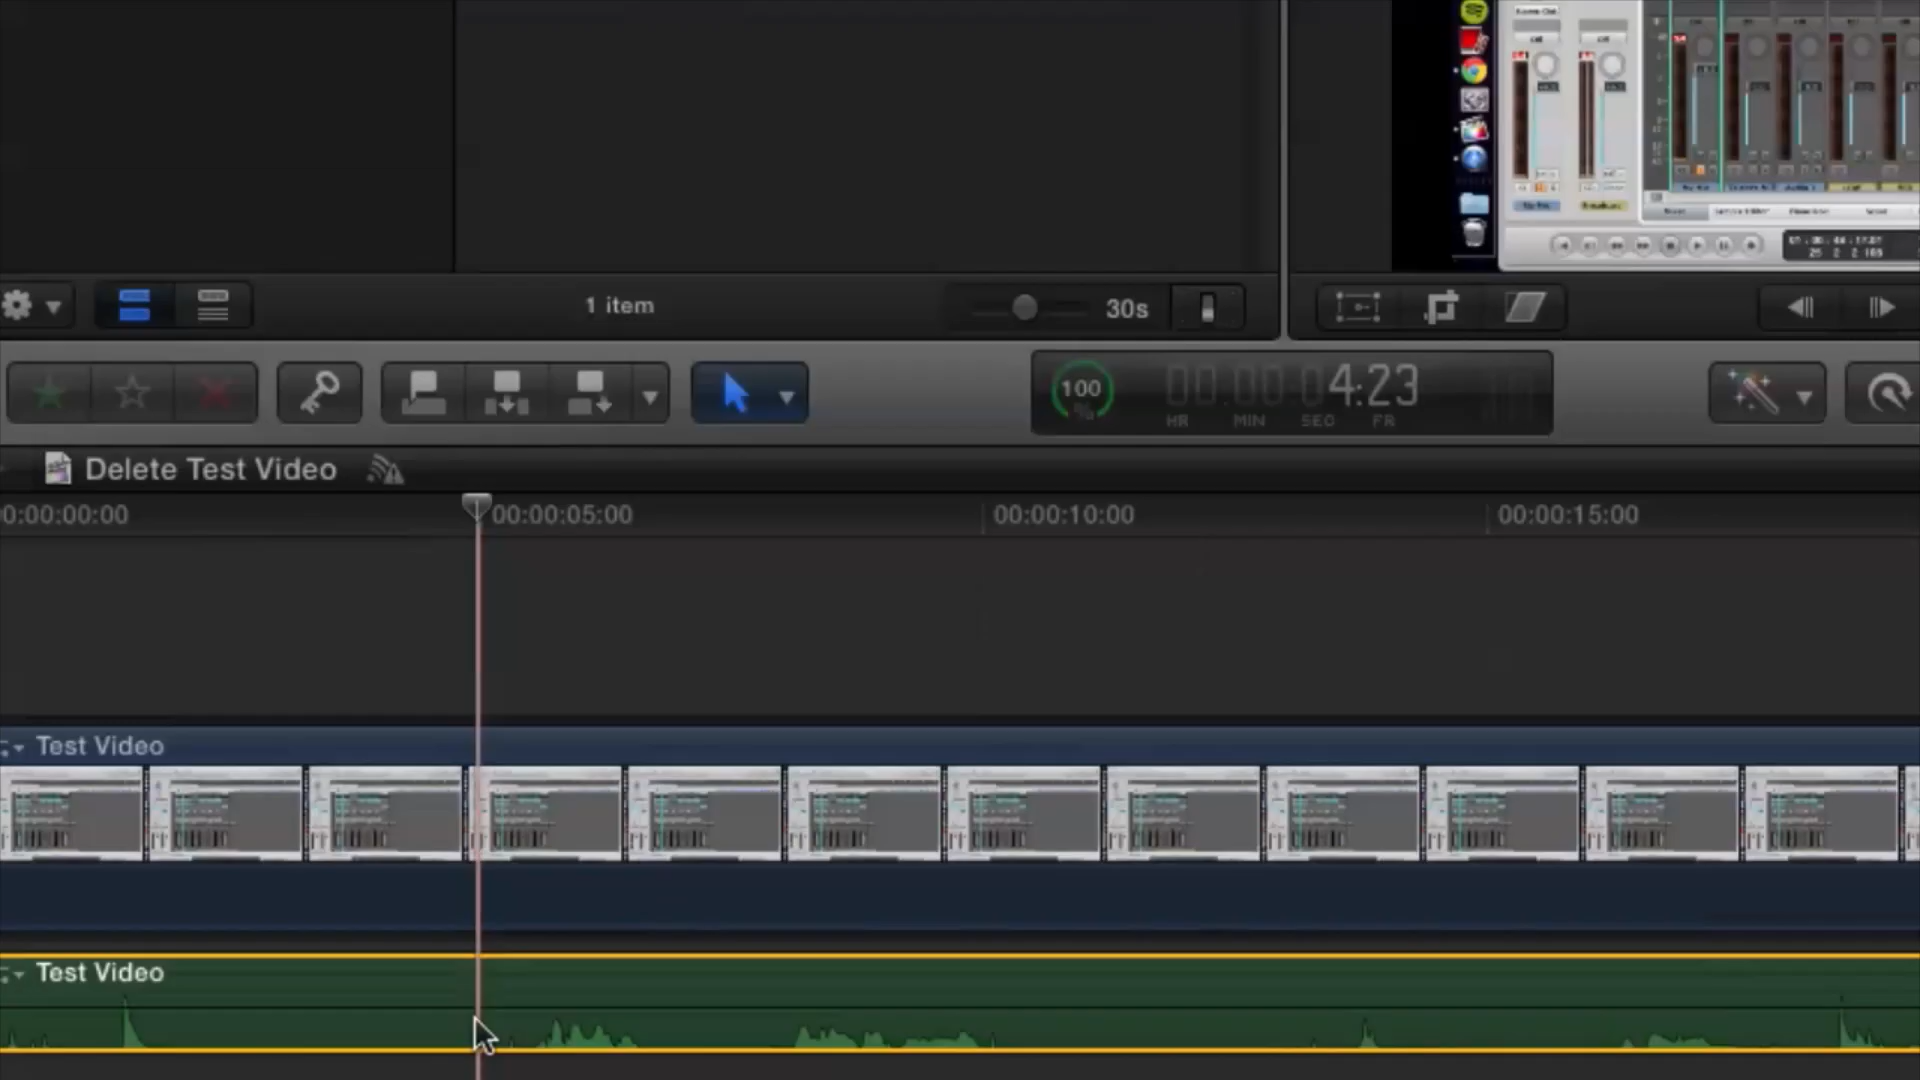 1 item
30s
100
%
00:00:04:23
HR MIN SEC FR
Delete Test Video
0:00:00:00
00:00:05:00
00:00:10:00
00:00:15:00
Test Video
Test Video